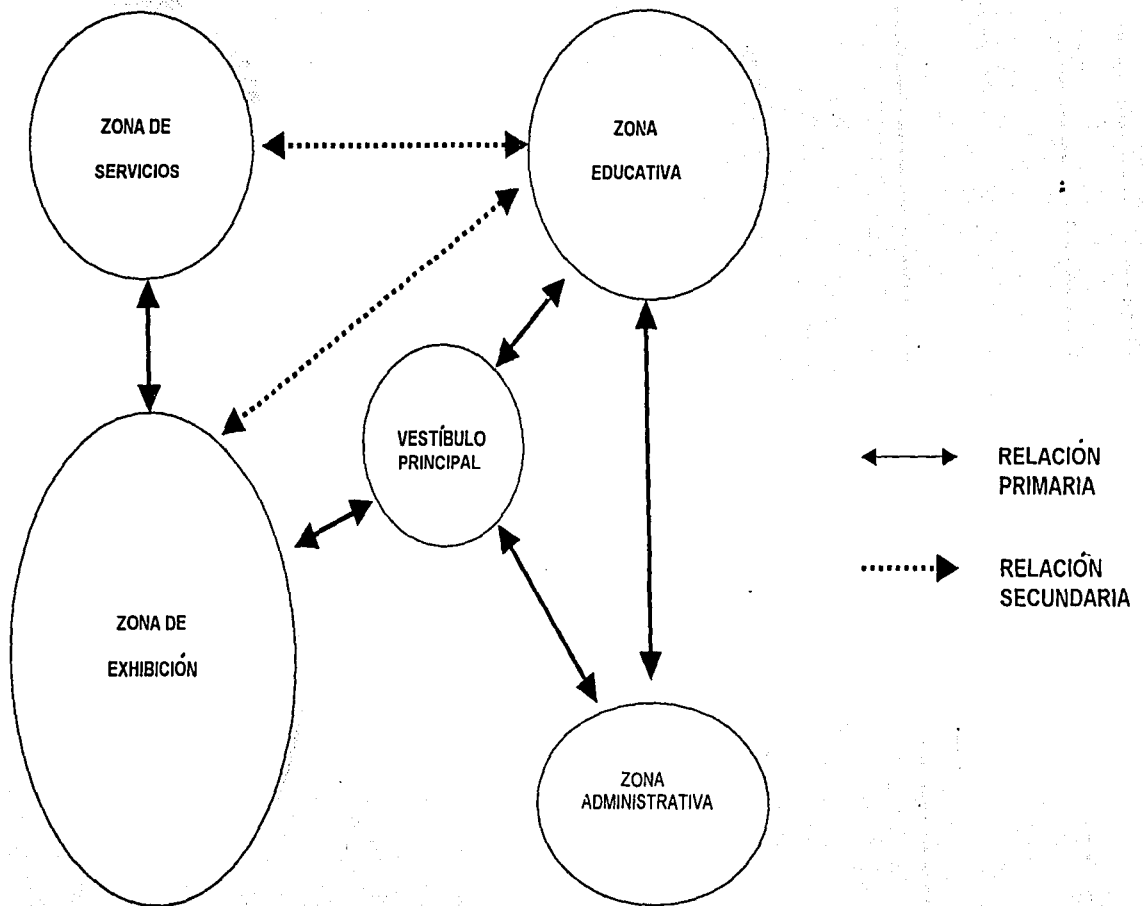 ZONA DE
SERVICIOS
ZONA
EDUCATIVA
VESTÍBULO
PRINCIPAL
RELACIÓN
PRIMARIA
RELACIÓN
SECUNDARIA
ZONA DE
EXHIBICIÓN
ZONA
ADMINISTRATIVA